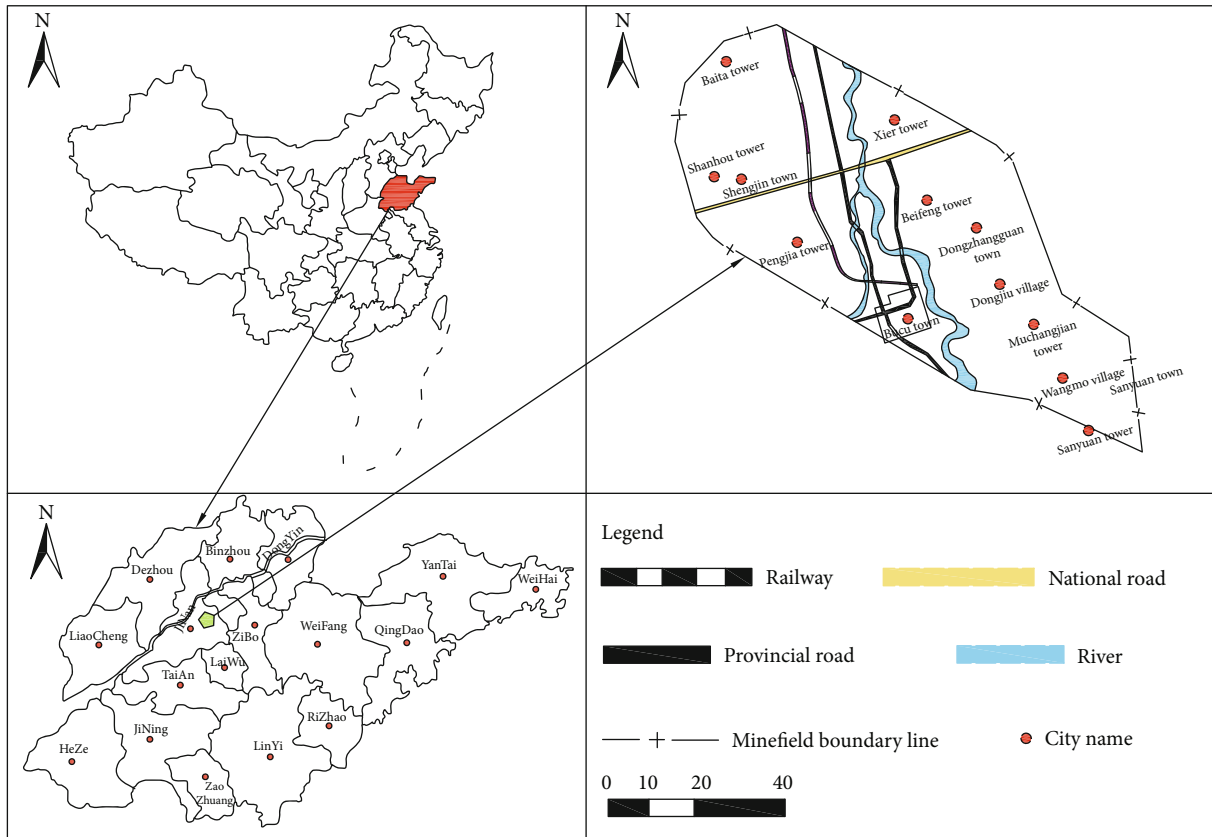 N
N
Baita tower
Xier tower
Shanhou tower
Shengjin town
Beifeng tower
Dongzhangguan
town
Pengjia tower
Dongjiu village
Bucu town
Muchangjian
tower
Wangmo village
Sanyuan town
Sanyuan tower
N
DongYin
Binzhou
Dezhou
YanTai
WeiHai
JiNan
LiaoCheng
ZiBo
WeiFang
QingDao
LaiWu
TaiAn
RiZhao
JiNing
LinYi
HeZe
Zao
Zhuang
Legend
Railway
National road
Provincial road
River
Minefield boundary line
City name
0 10 20 40